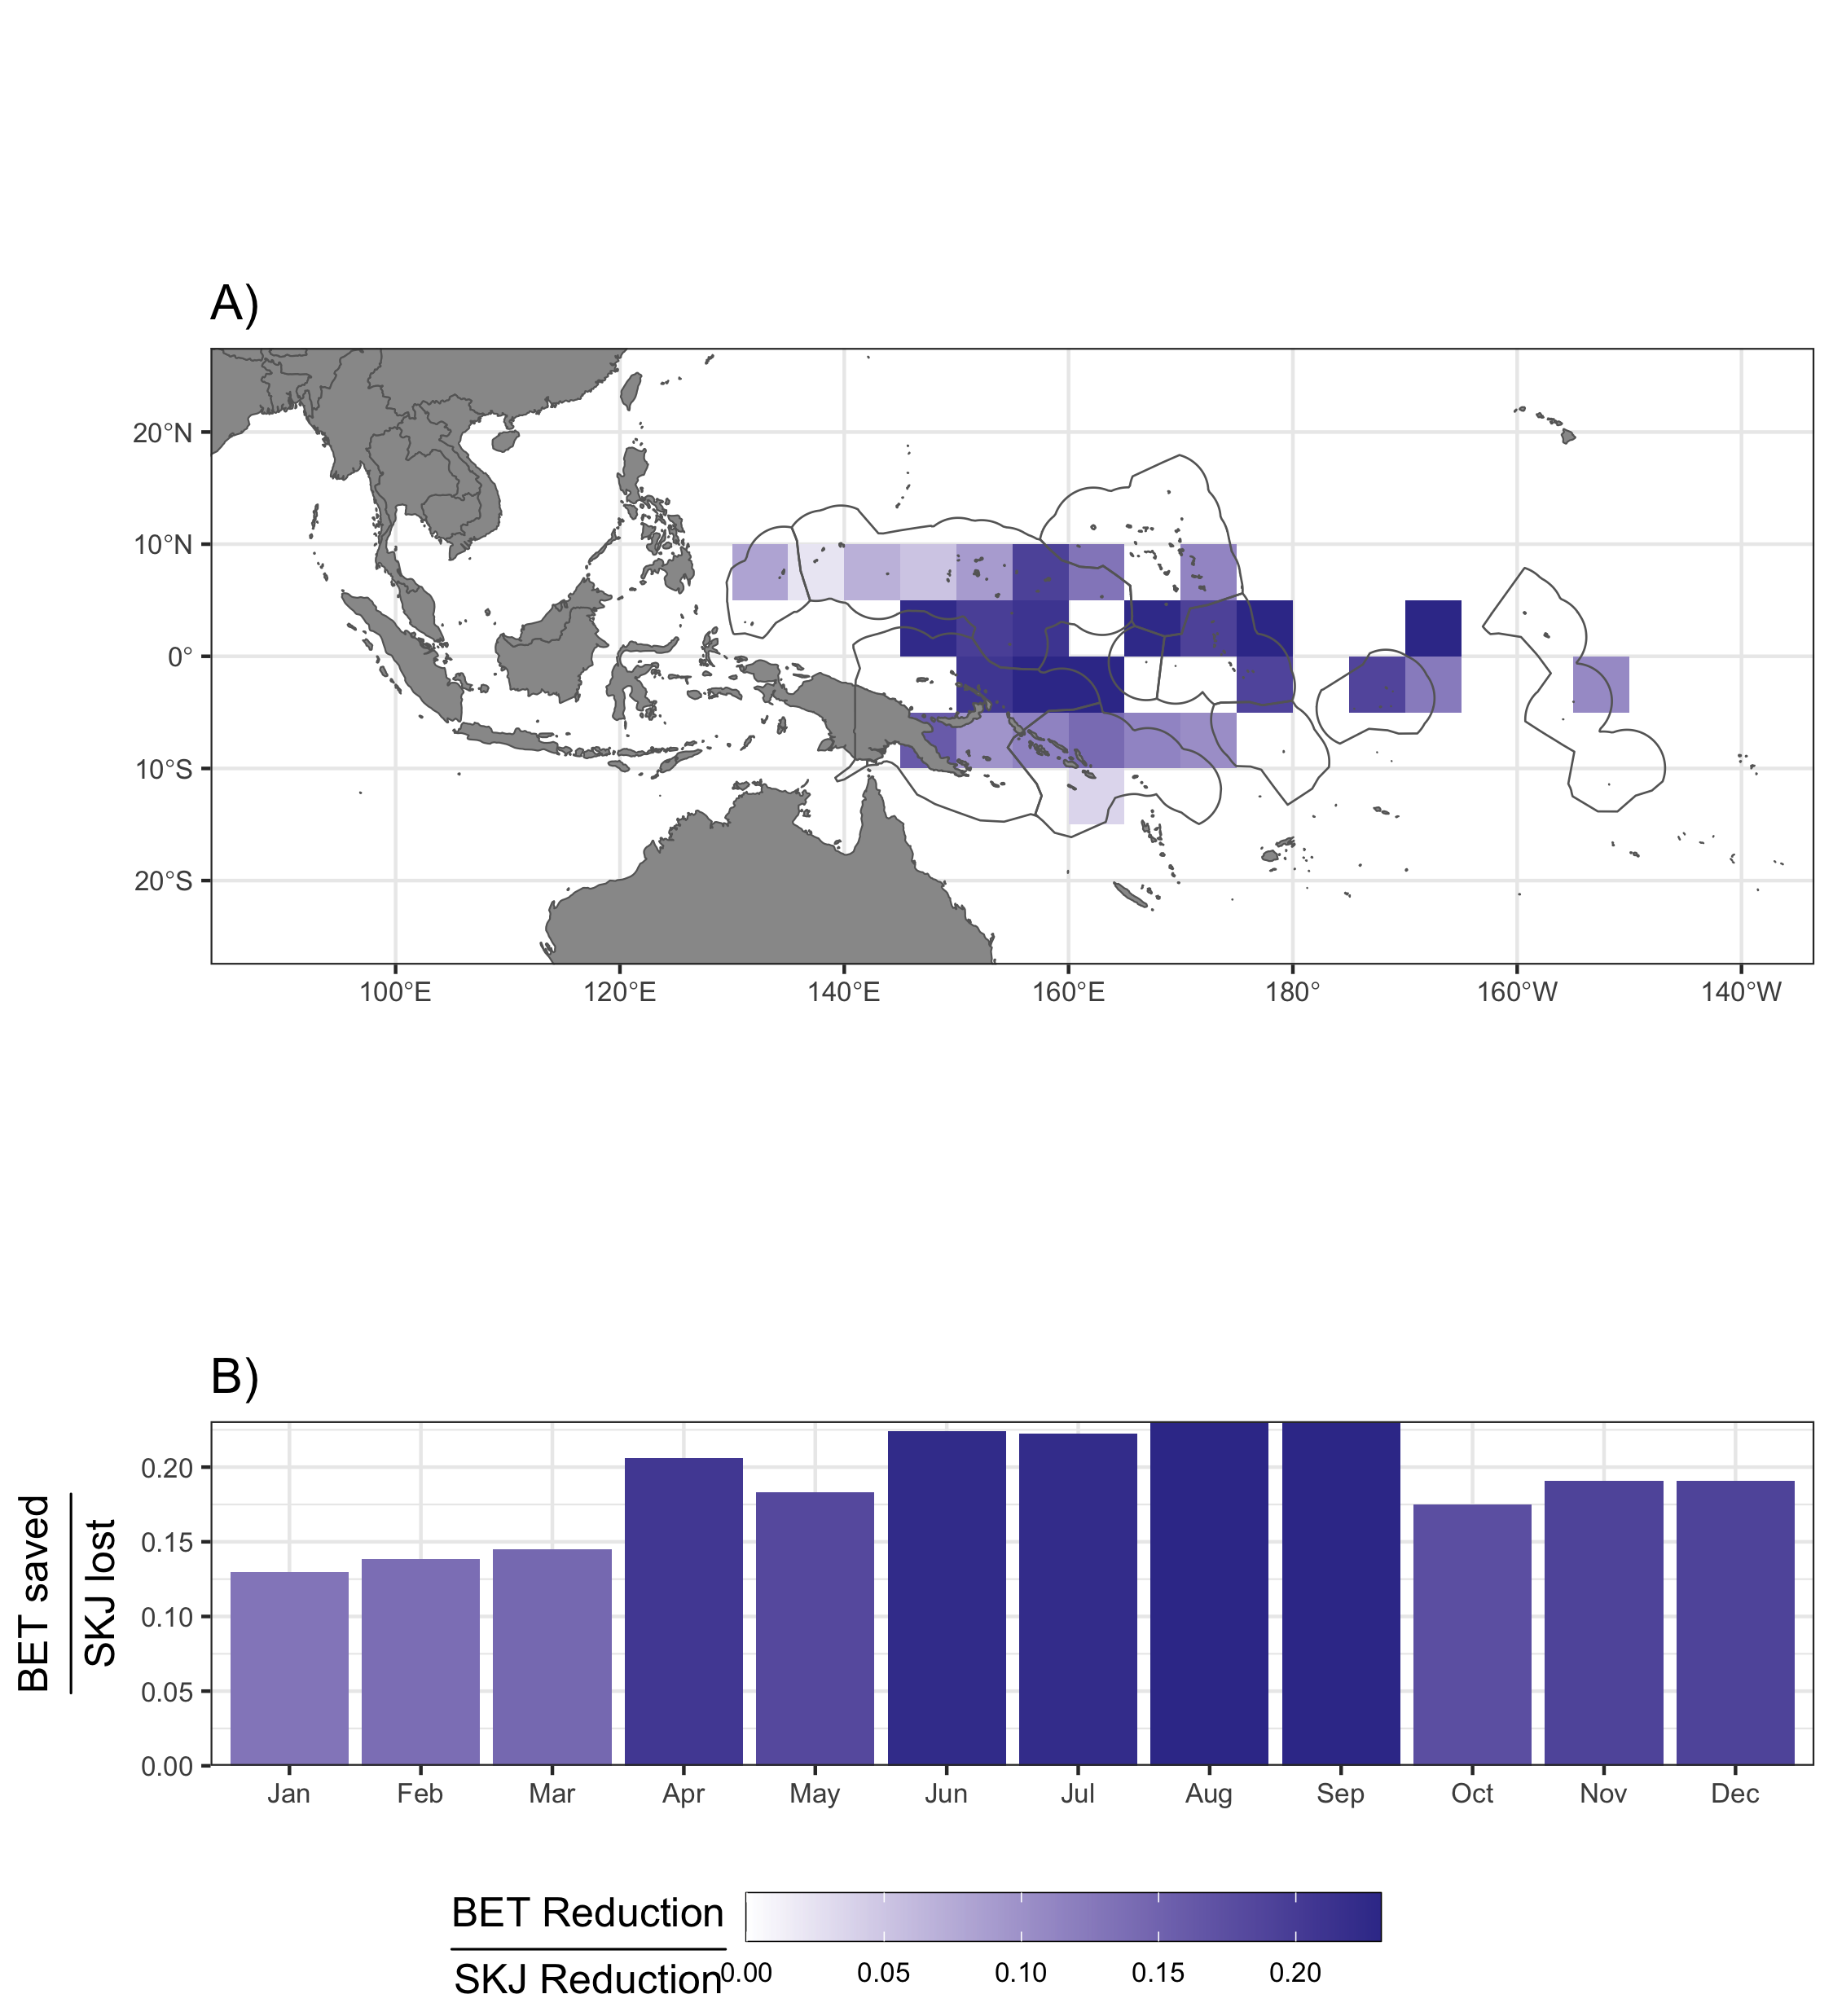 A)
20°N
10°N
0°
10°S
20°S
100°E 120°E 140°E 160°E 180° 160°W 140°W
B)
BET saved
SKJ lost
0.20
0.15
0.10
0.05
0.00
Jan Feb Mar Apr May Jun Jul Aug Sep Oct Nov Dec
BET Reduction
SKJ Reduction
0.00 0.05 0.10 0.15 0.20